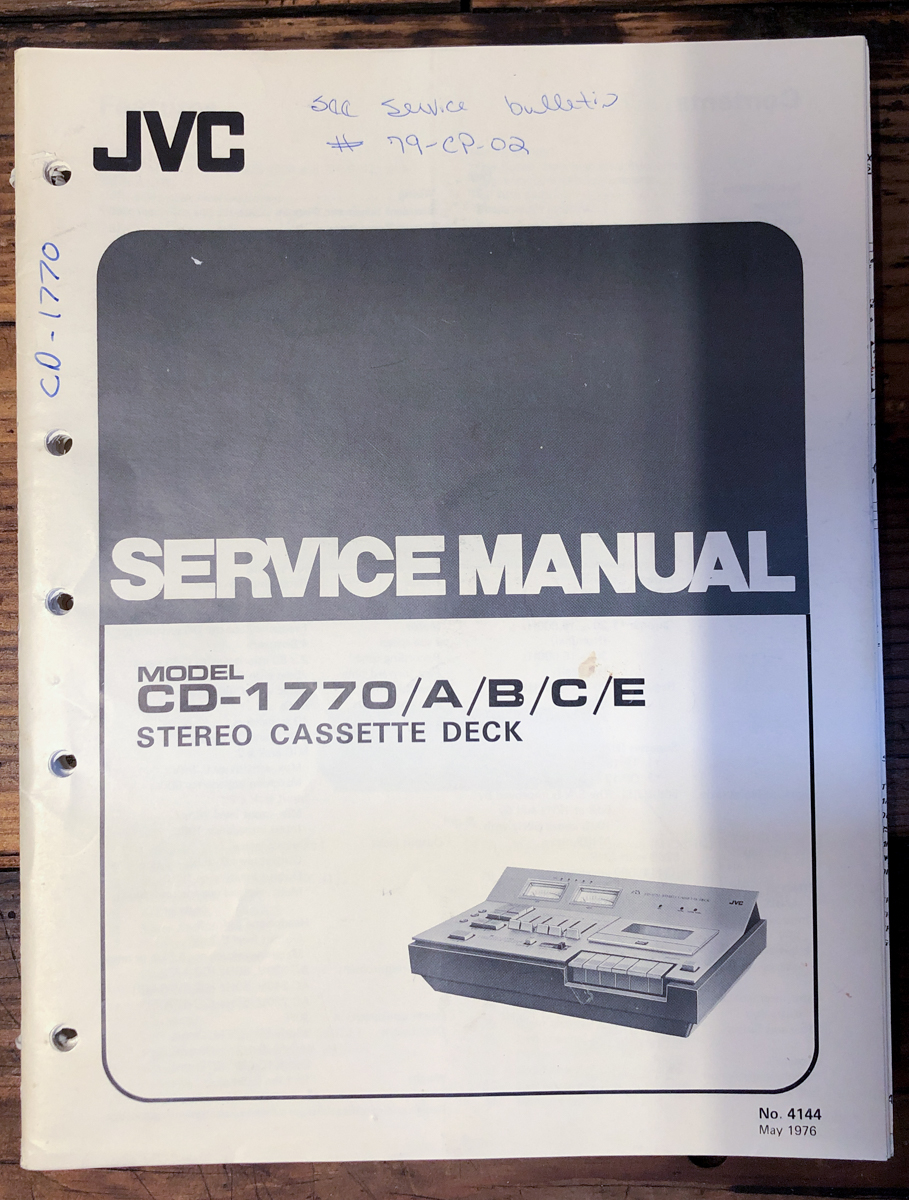 see service bulletin
# 79-CP-02
JVC
CD-1770
SERVICE MANUAL
MODEL
CD-1770/A/B/C/E
STEREO CASSETTE DECK
JVC
No. 4144
May 1976